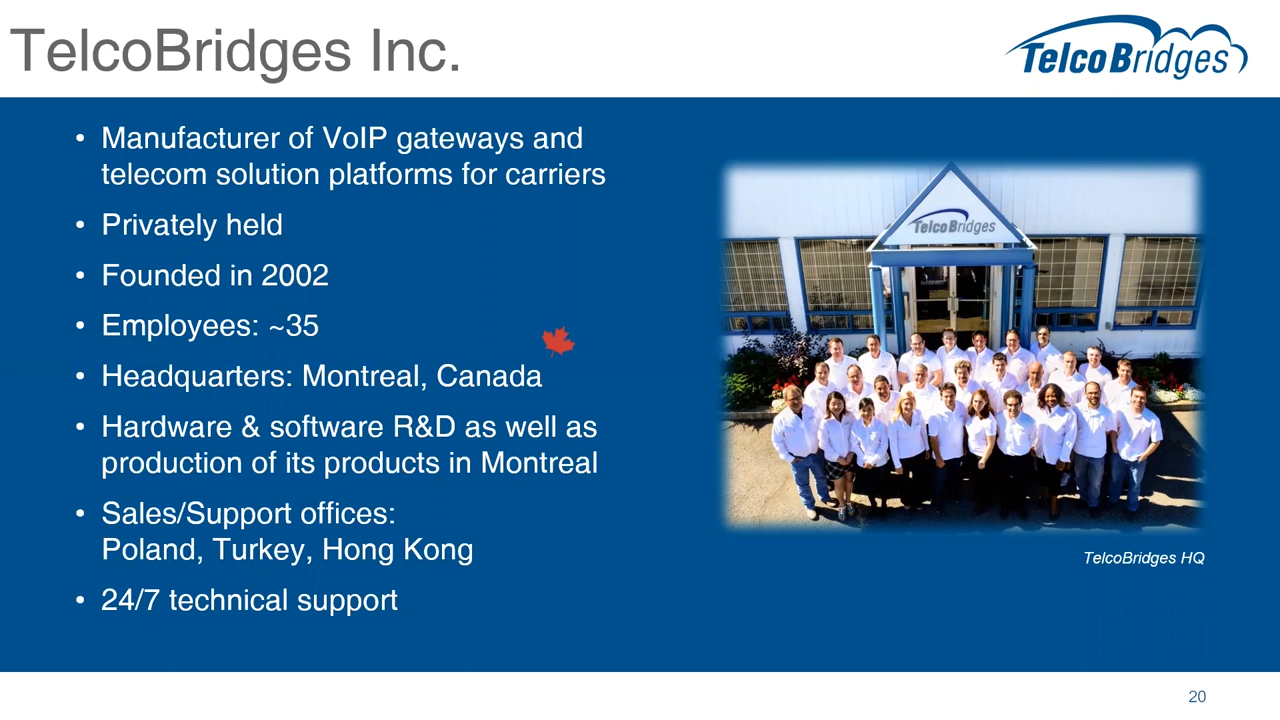 TelcoBridges Inc.
TelcoBridges
• Manufacturer of VoIP gateways and
telecom solution platforms for carriers
• Privately held
• Founded in 2002
• Employees: ~35
• Headquarters: Montreal, Canada
• Hardware & software R&D as well as
production of its products in Montreal
• Sales/Support offices:
Poland, Turkey, Hong Kong
• 24/7 technical support
TelcoBridges
TelcoBridges HQ
20